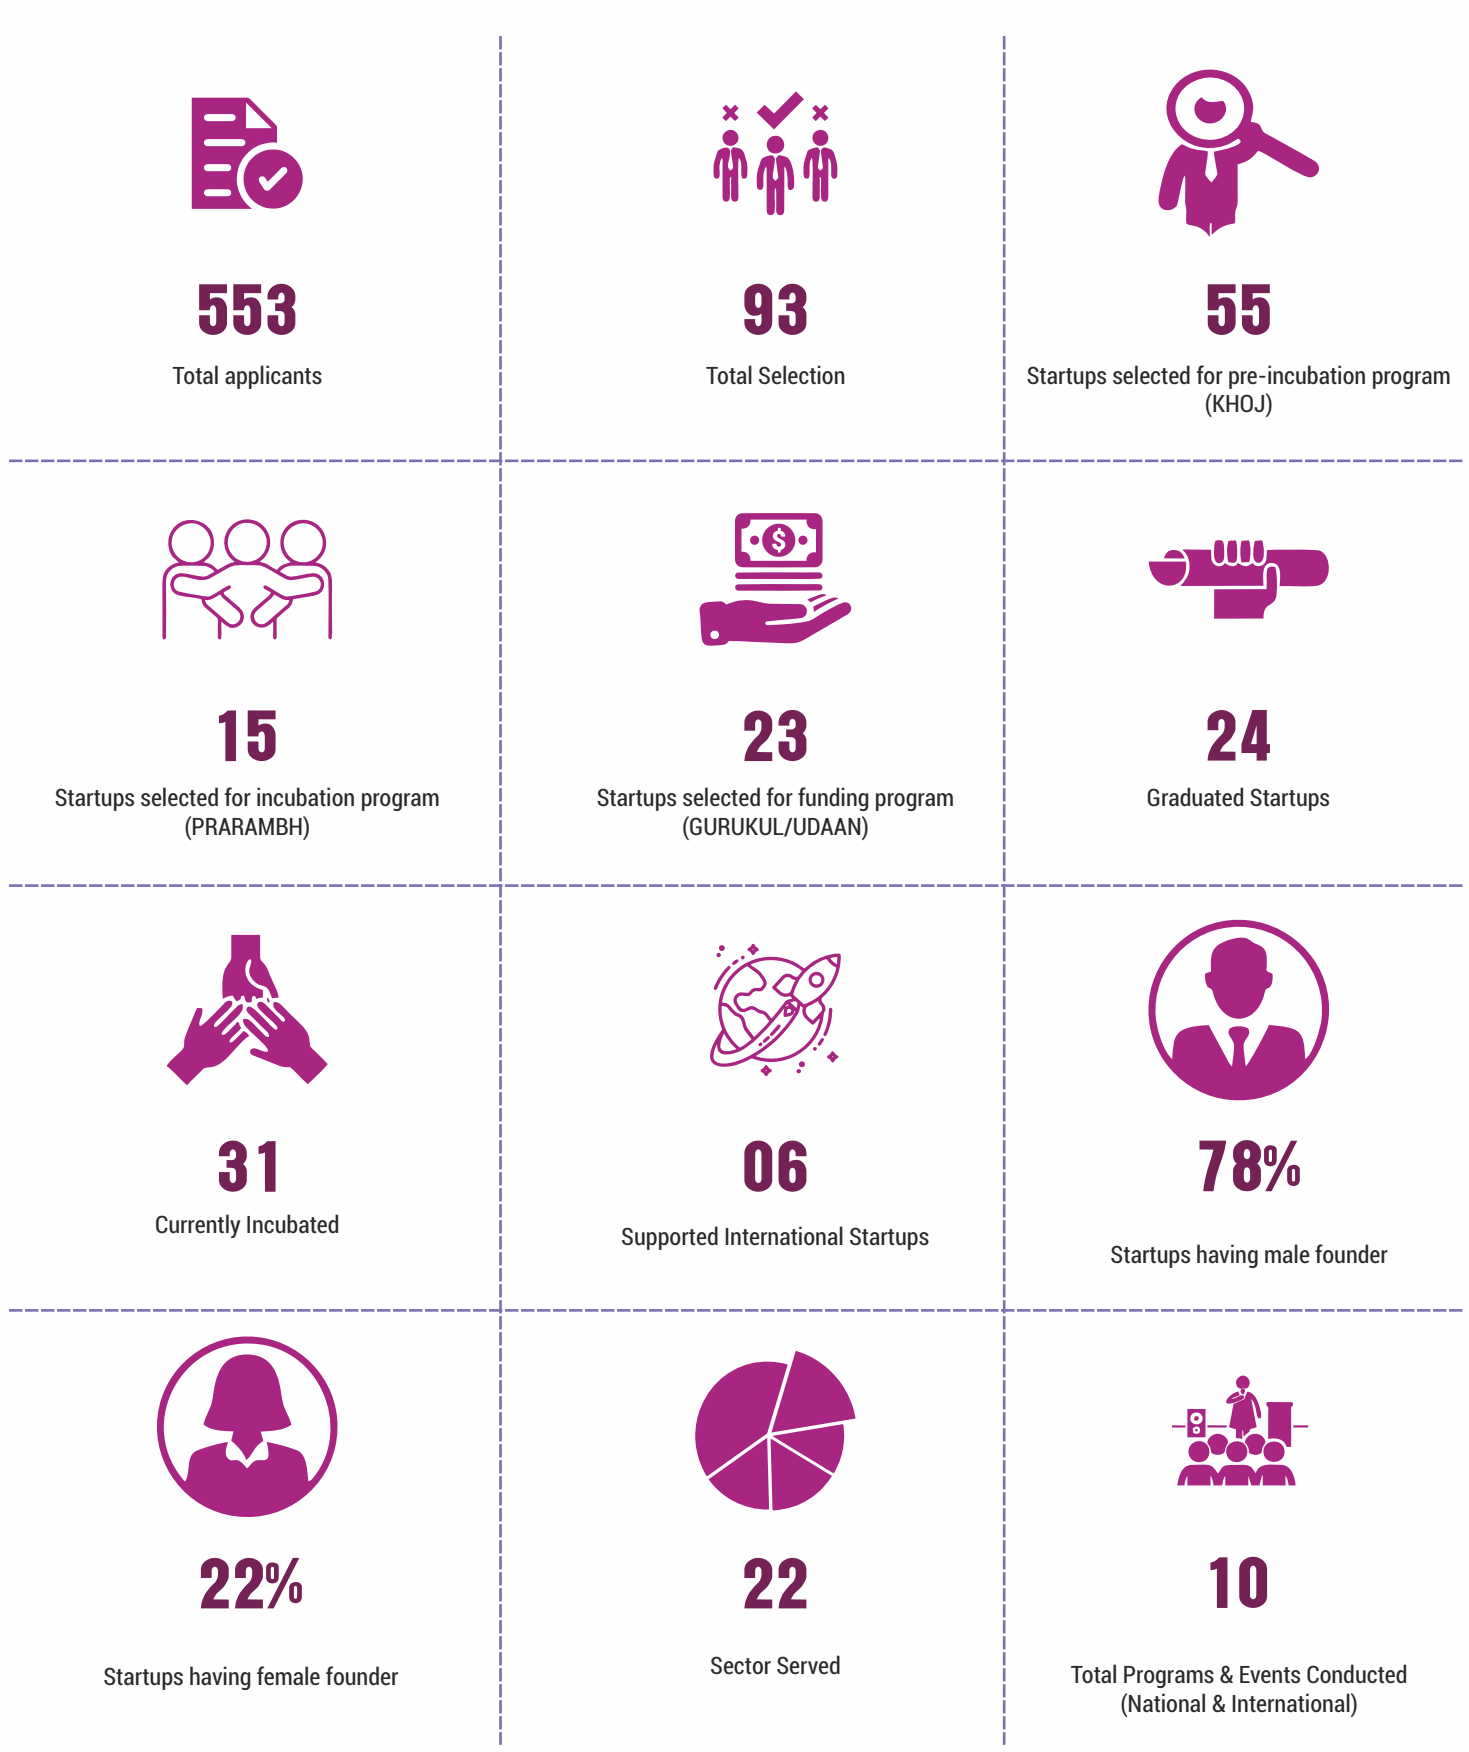 553
Total applicants
93
Total Selection
55
Startups selected for pre-incubation program
(KHOJ)
15
Startups selected for incubation program
(PRARAMBH)
$
23
Startups selected for funding program
(GURUKUL/UDAAN)
24
Graduated Startups
31
Currently Incubated
06
Supported International Startups
78%
Startups having male founder
22%
Startups having female founder
22
Sector Served
10
Total Programs & Events Conducted
(National & International)